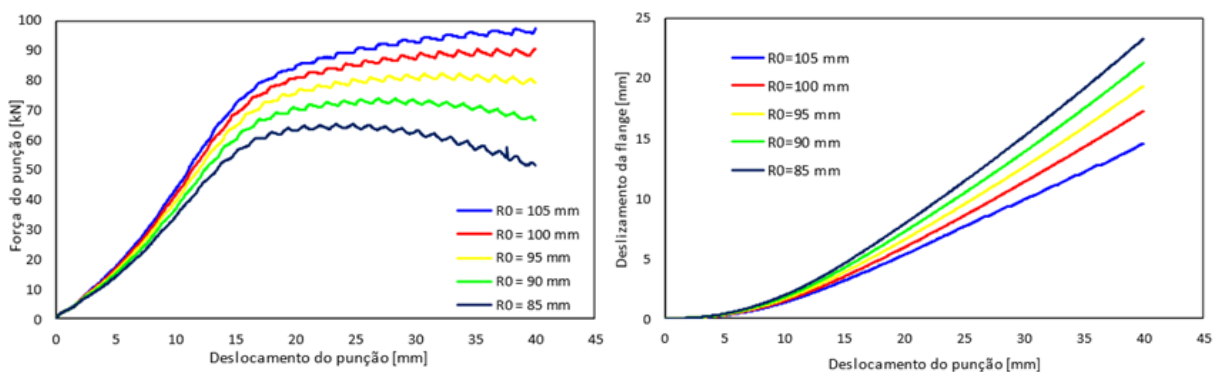 Força do punção [kN]
100
90
80
70
60
50
40
30
20
10
0
R0 = 105 mm
R0 = 100 mm
R0 = 95 mm
R0 = 90 mm
R0 = 85 mm
0 5 10 15 20 25 30 35 40 45
Deslocamento do punção [mm]
Deslizamento da flange [mm]
25
20
15
10
5
0
R0=105 mm
R0=100 mm
R0=95 mm
R0=90 mm
R0=85 mm
0 5 10 15 20 25 30 35 40 45
Deslocamento do punção [mm]